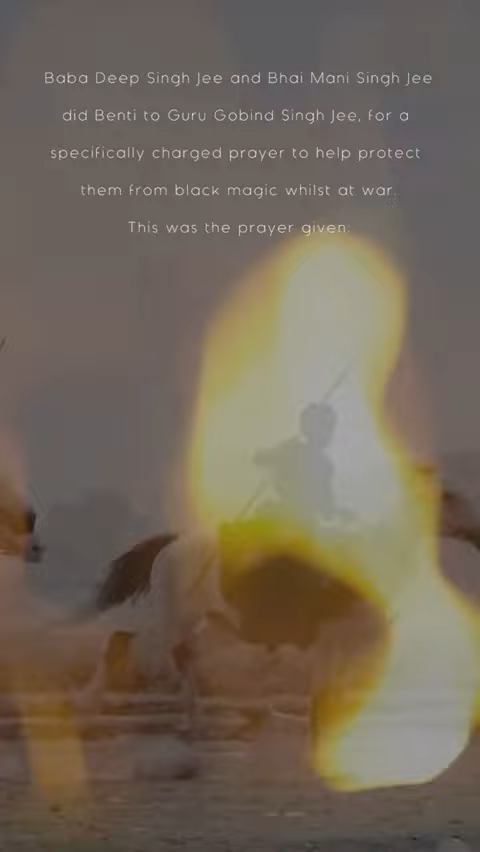 Baba Deep Singh Jee and Bhai Mani Singh Jee
did Benti to Guru Gobind Singh Jee, for a
specifically charged prayer to help protect
them from black magic whilst at war.
This was the prayer given: